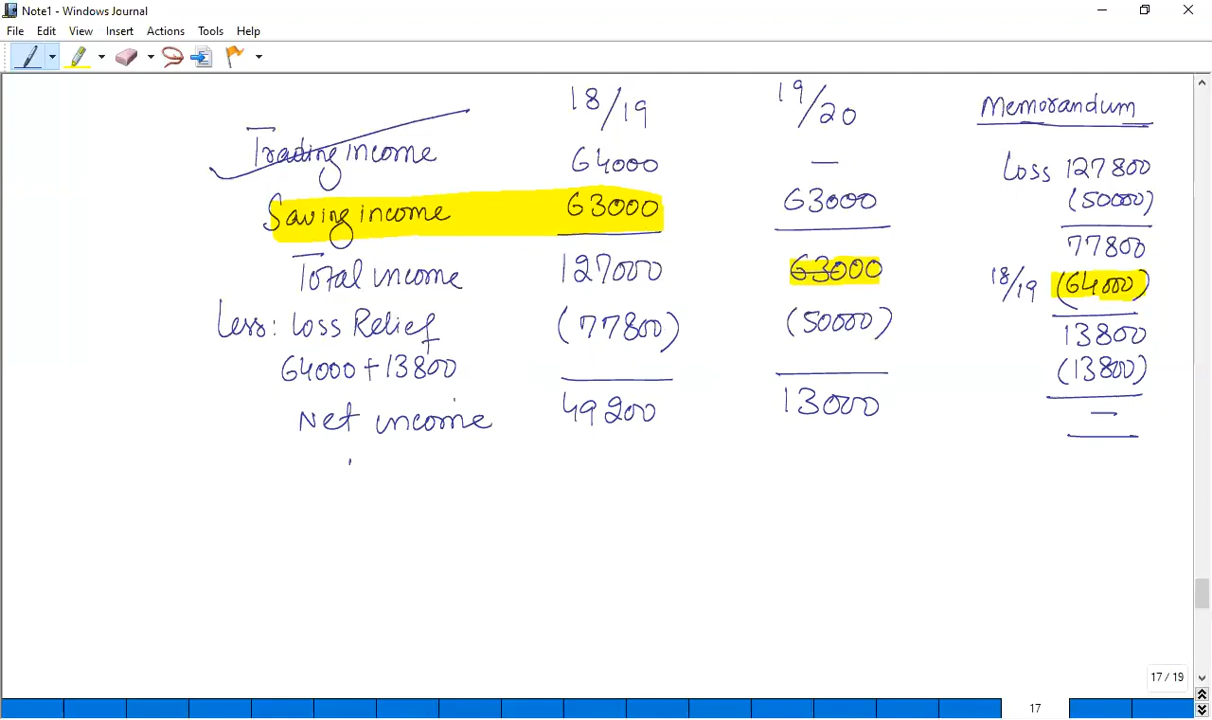 Note1 - Windows Journal
File Edit View Insert Actions Tools Help
18/19 19/20 Memorandum
Trading income 64000 — Loss 127800
Saving income 63000 63000 (50000)
77800
Total income 127000 63000 18/19 (64000)
Less: Loss Relief (77800) (50000) 13800
64000 + 13800 (13800)
Net income 49200 13000 —
17 / 19
17